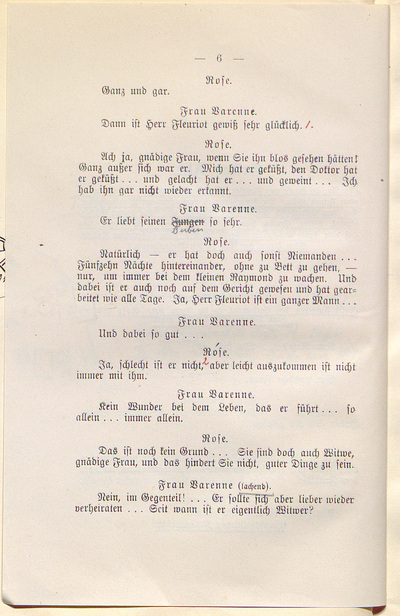 — 6 —
Rose.
Ganz und gar.
Frau Varenne.
Dann ist Herr Fleuriot gewiß sehr glücklich.
Rose.
Ach ja, gnädige Frau, wenn Sie ihn blos gesehen hätten!
Ganz außer sich war er. Mich hat er geküßt, den Doktor hat
er geküßt . . . und gelacht hat er . . . und geweint . . . Ich
hab ihn gar nicht wieder erkannt.
Frau Varenne.
Er liebt seinen Jungen so sehr.
Rose.
Natürlich — er hat doch auch sonst Niemanden . . .
Fünfzehn Nächte hintereinander, ohne zu Bett zu gehen, —
nur, um immer bei dem kleinen Raymond zu wachen. Und
dabei ist er auch noch auf dem Gericht gewesen und hat gear-
beitet wie alle Tage. Ja, Herr Fleuriot ist ein ganzer Mann . . .
Frau Varenne.
Und dabei so gut . . .
Rose.
Ja, schlecht ist er nicht, aber leicht auszukommen ist nicht
immer mit ihm.
Frau Varenne.
Kein Wunder bei dem Leben, das er führt . . . so
allein . . . immer allein.
Rose.
Das ist noch kein Grund . . . Sie sind doch auch Witwe,
gnädige Frau, und das hindert Sie nicht, guter Dinge zu sein.
Frau Varenne (lachend).
Nein, im Gegenteil! . . . Er sollte sich aber lieber wieder
verheiraten . . . Seit wann ist er eigentlich Witwer?